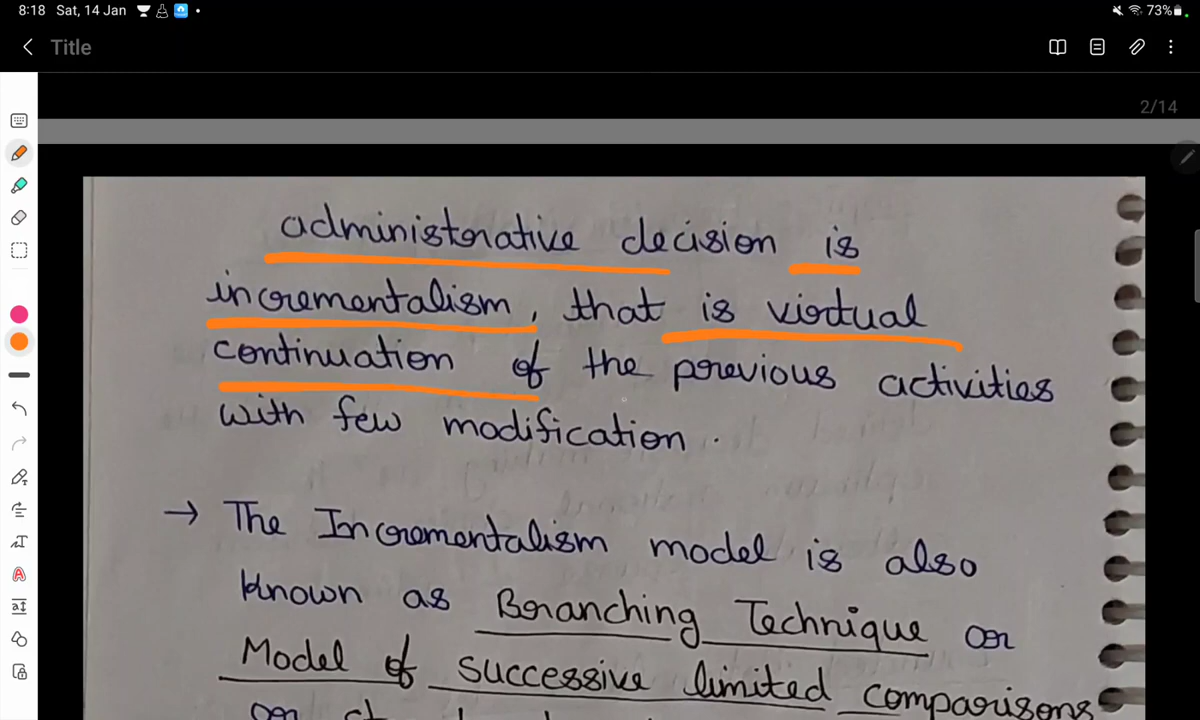 8:18 Sat, 14 Jan
73%
Title
2/14
administrative decision is
incrementalism, that is virtual
continuation of the previous activities
with few modification.
→ The Incrementalism model is also
known as Branching Technique or
Model of successive limited comparisons
or